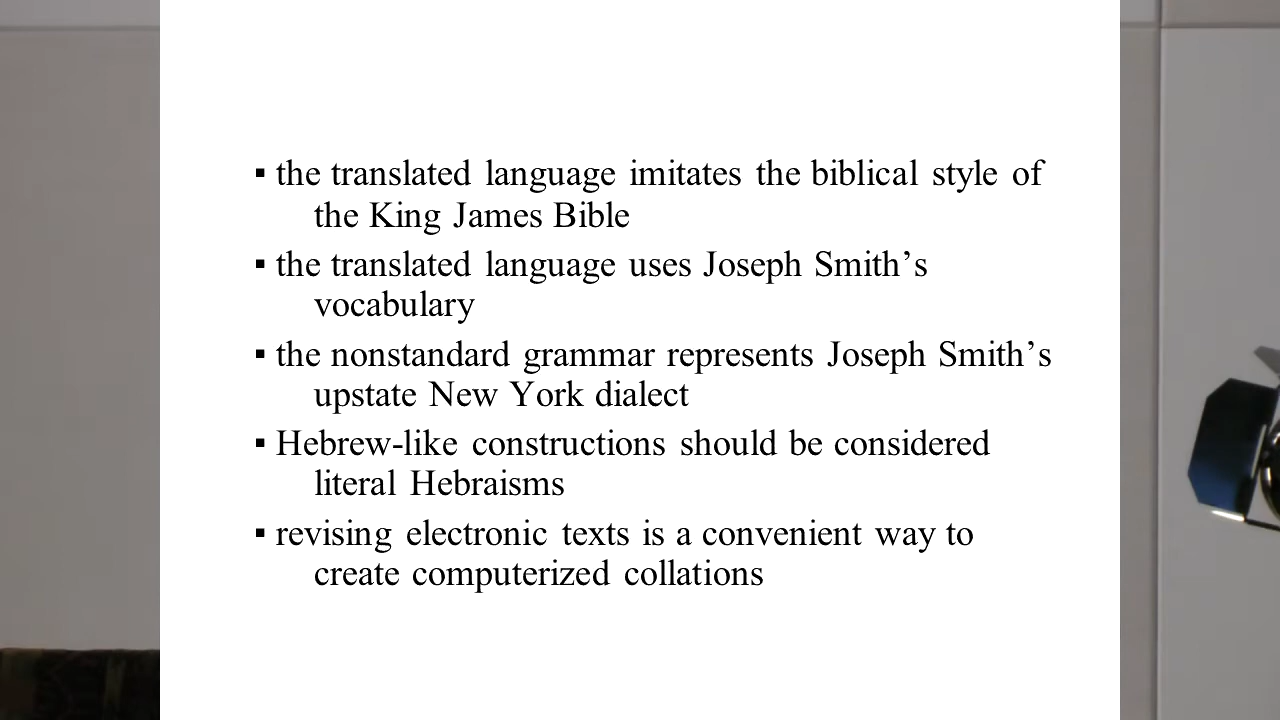 ▪ the translated language imitates the biblical style of
the King James Bible
▪ the translated language uses Joseph Smith’s
vocabulary
▪ the nonstandard grammar represents Joseph Smith’s
upstate New York dialect
▪ Hebrew-like constructions should be considered
literal Hebraisms
▪ revising electronic texts is a convenient way to
create computerized collations